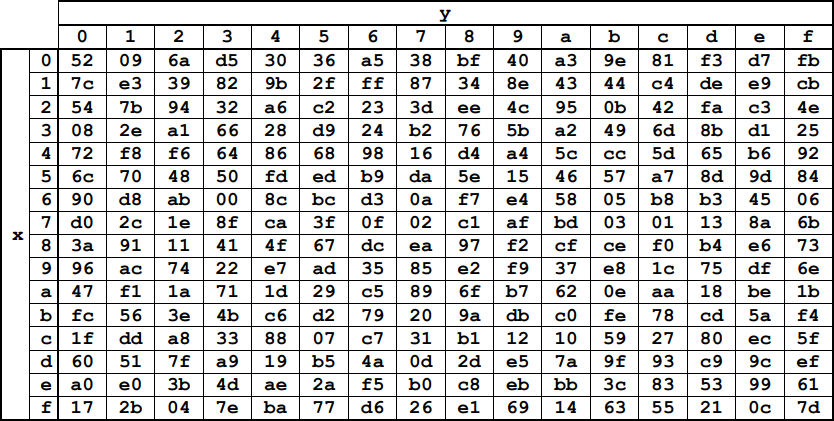 y
0 1 2 3 4 5 6 7 8 9 a b c d e f
0 52 09 6a d5 30 36 a5 38 bf 40 a3 9e 81 f3 d7 fb
1 7c e3 39 82 9b 2f ff 87 34 8e 43 44 c4 de e9 cb
2 54 7b 94 32 a6 c2 23 3d ee 4c 95 0b 42 fa c3 4e
3 08 2e a1 66 28 d9 24 b2 76 5b a2 49 6d 8b d1 25
4 72 f8 f6 64 86 68 98 16 d4 a4 5c cc 5d 65 b6 92
5 6c 70 48 50 fd ed b9 da 5e 15 46 57 a7 8d 9d 84
6 90 d8 ab 00 8c bc d3 0a f7 e4 58 05 b8 b3 45 06
7 d0 2c 1e 8f ca 3f 0f 02 c1 af bd 03 01 13 8a 6b
x 8 3a 91 11 41 4f 67 dc ea 97 f2 cf ce f0 b4 e6 73
9 96 ac 74 22 e7 ad 35 85 e2 f9 37 e8 1c 75 df 6e
a 47 f1 1a 71 1d 29 c5 89 6f b7 62 0e aa 18 be 1b
b fc 56 3e 4b c6 d2 79 20 9a db c0 fe 78 cd 5a f4
c 1f dd a8 33 88 07 c7 31 b1 12 10 59 27 80 ec 5f
d 60 51 7f a9 19 b5 4a 0d 2d e5 7a 9f 93 c9 9c ef
e a0 e0 3b 4d ae 2a f5 b0 c8 eb bb 3c 83 53 99 61
f 17 2b 04 7e ba 77 d6 26 e1 69 14 63 55 21 0c 7d